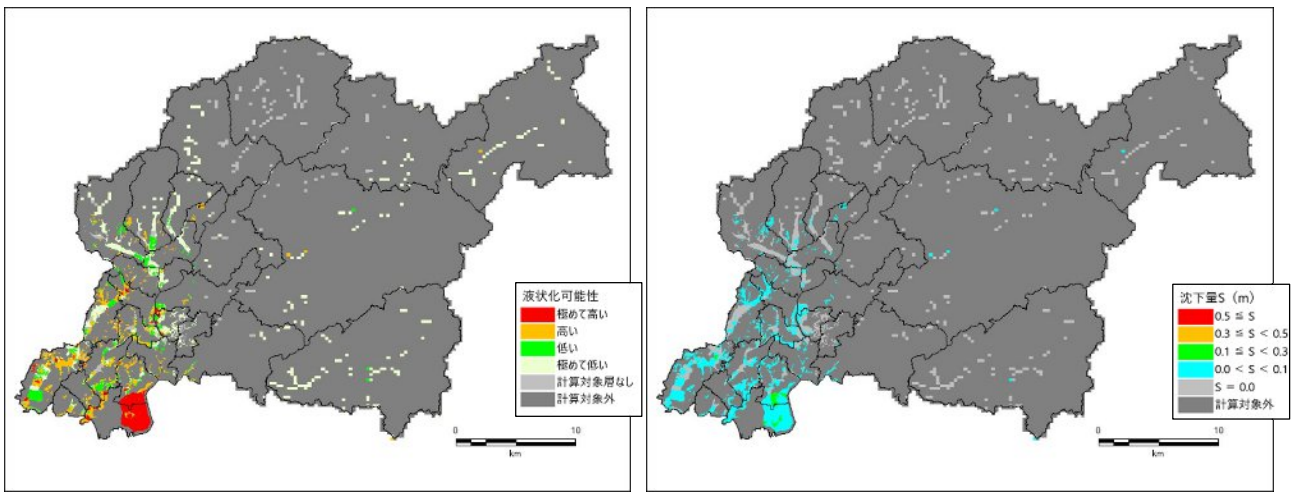 液状化可能性
極めて高い
高い
低い
極めて低い
計算対象層なし
計算対象外
0 10
km
沈下量S（m）
0.5 ≦ S
0.3 ≦ S < 0.5
0.1 ≦ S < 0.3
0.0 < S < 0.1
S = 0.0
計算対象外
0 10
km